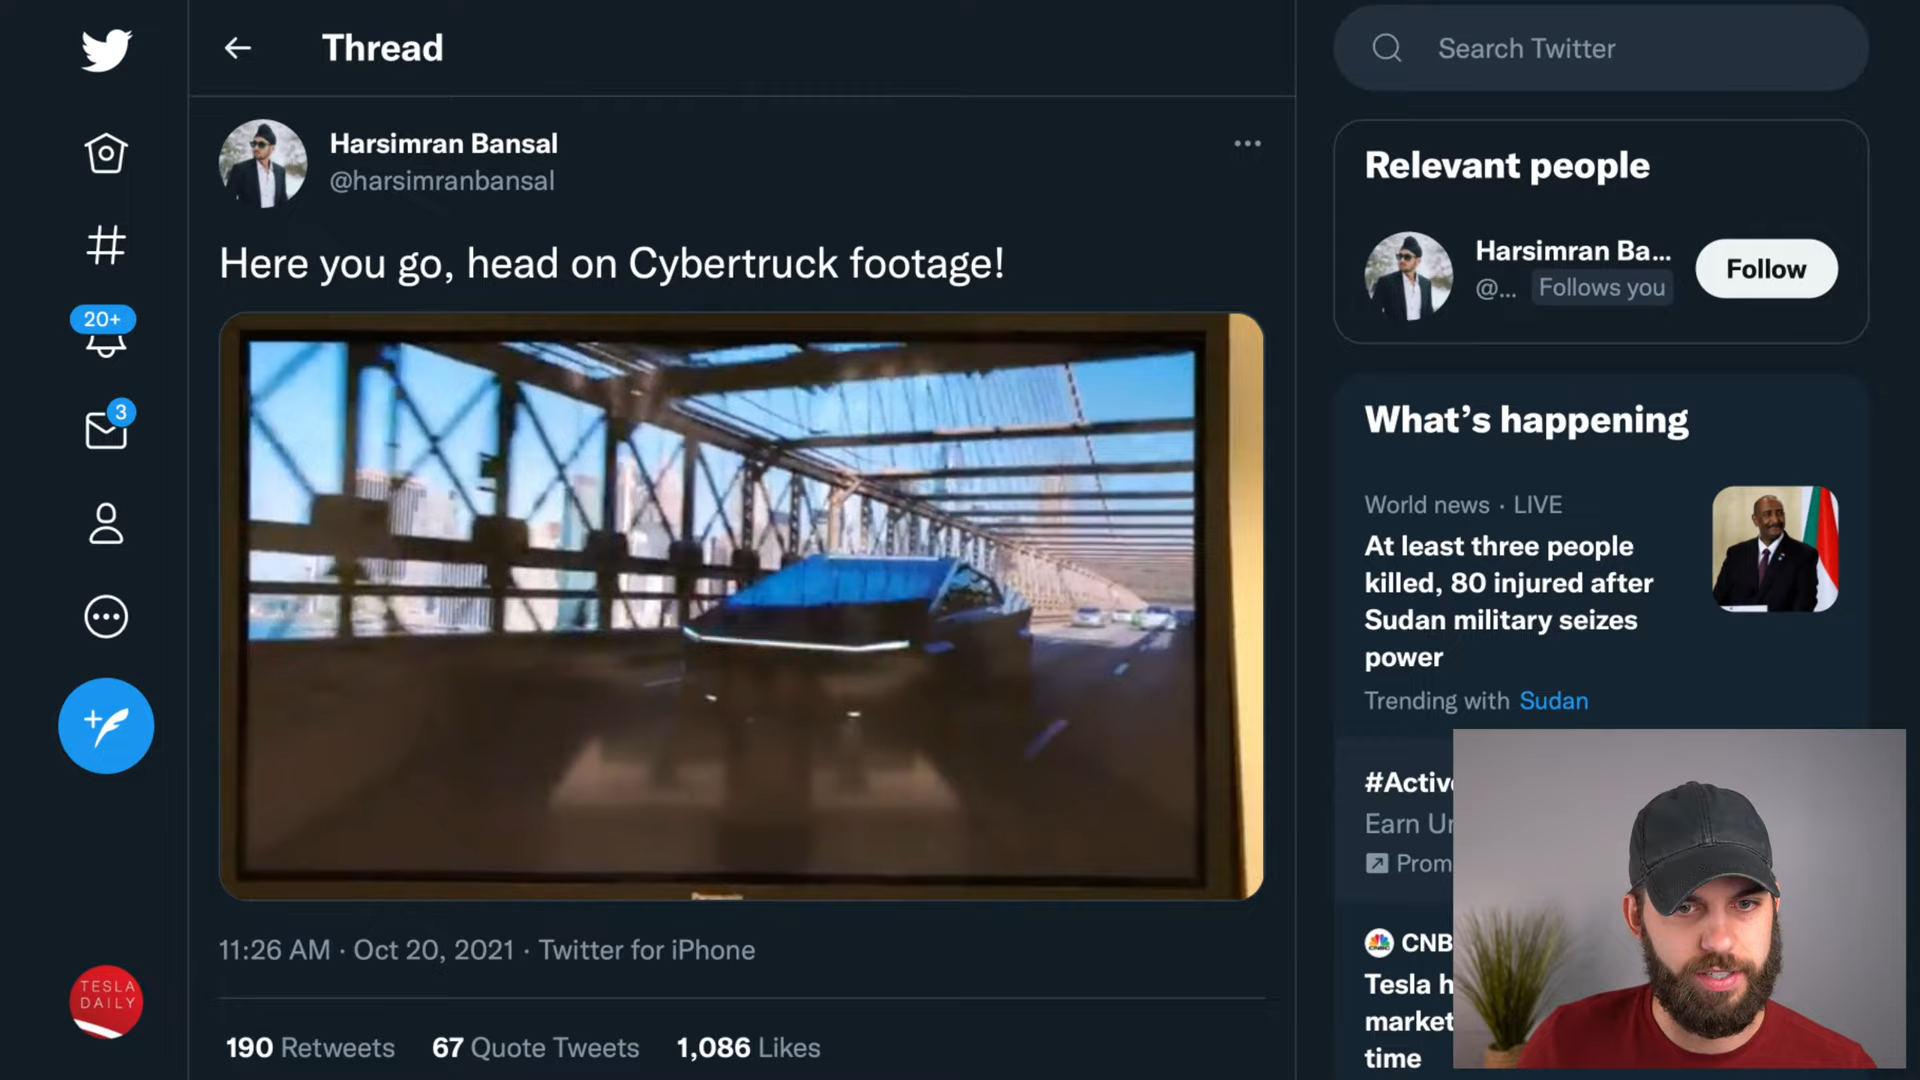 Thread
Search Twitter
Harsimran Bansal
@harsimranbansal
Here you go, head on Cybertruck footage!
20+
3
11:26 AM · Oct 20, 2021 · Twitter for iPhone
190 Retweets 67 Quote Tweets 1,086 Likes
TESLA
DAILY
Relevant people
Harsimran Ba...
@...
Follows you
Follow
What’s happening
World news · LIVE
At least three people
killed, 80 injured after
Sudan military seizes
power
Trending with Sudan
Earn
CNB
Tesla
market
time